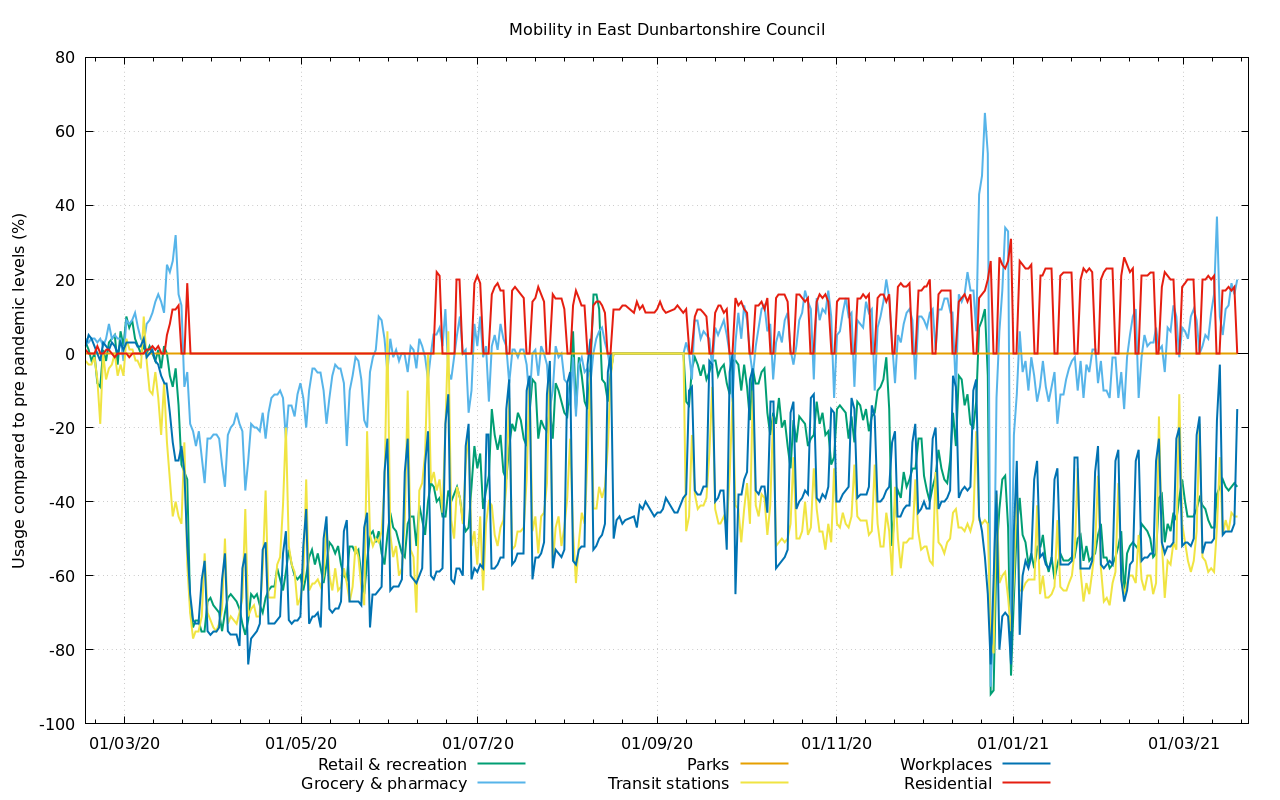 Mobility in East Dunbartonshire Council
Usage compared to pre pandemic levels (%)
80
60
40
20
0
-20
-40
-60
-80
-100
01/03/20 01/05/20 01/07/20 01/09/20 01/11/20 01/01/21 01/03/21
Retail & recreation Parks Workplaces
Grocery & pharmacy Transit stations Residential